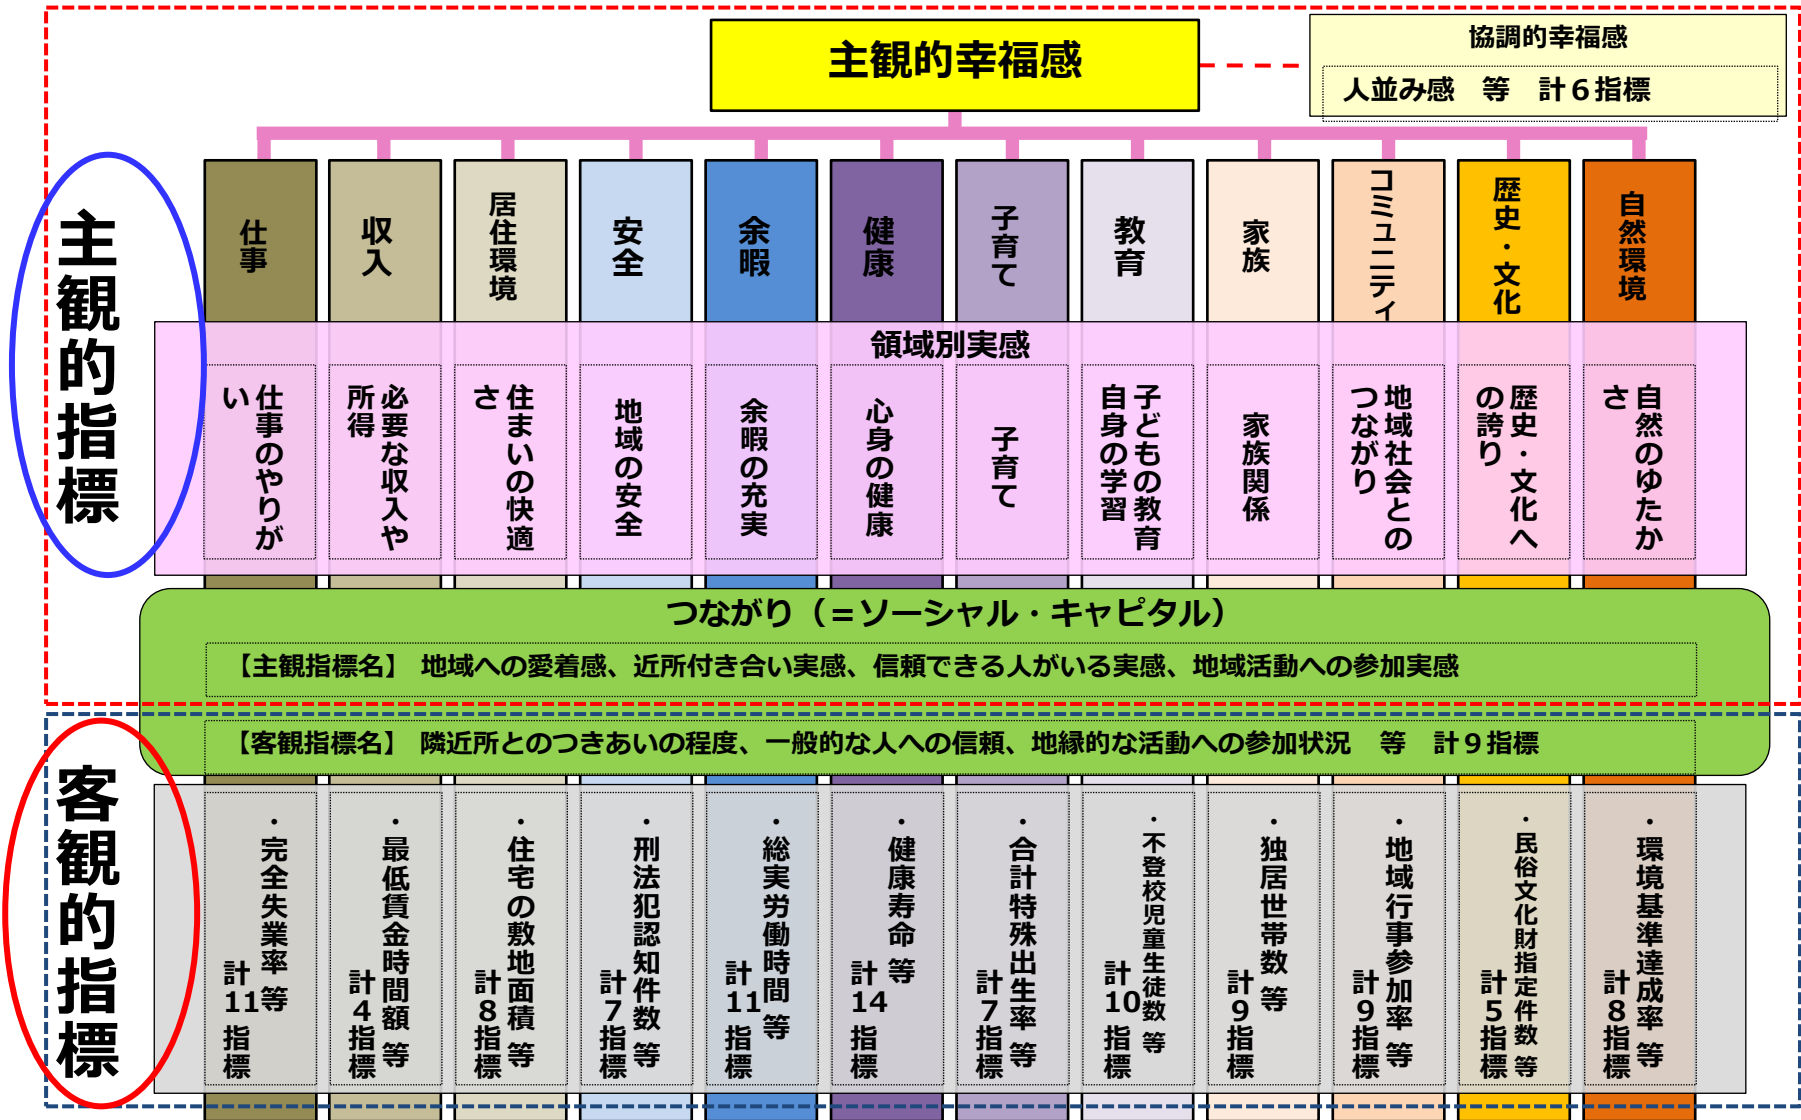 主観的幸福感
協調的幸福感
人並み感　等　計６指標
主観的指標
仕事
収入
居住環境
安全
余暇
健康
子育て
教育
家族
コミュニティ
歴史・文化
自然環境
領域別実感
仕事のやりが
い
必要な収入や
所得
住まいの快適
さ
地域の安全
余暇の充実
心身の健康
子育て
子どもの教育
自身の学習
家族関係
地域社会との
つながり
歴史・文化へ
の誇り
自然のゆたか
さ
つながり（＝ソーシャル・キャピタル）
【主観指標名】 地域への愛着感、近所付き合い実感、信頼できる人がいる実感、地域活動への参加実感
【客観指標名】 隣近所とのつきあいの程度、一般的な人への信頼、地縁的な活動への参加状況　等　計９指標
客観的指標
・完全失業率 等
計11指標
・最低賃金時間額 等
計４指標
・住宅の敷地面積 等
計８指標
・刑法犯認知件数 等
計７指標
・総実労働時間 等
計11指標
・健康寿命 等
計14指標
・合計特殊出生率 等
計７指標
・不登校児童生徒数 等
計10指標
・独居世帯数 等
計９指標
・地域行事参加率 等
計９指標
・民俗文化財指定件数 等
計５指標
・環境基準達成率 等
計８指標